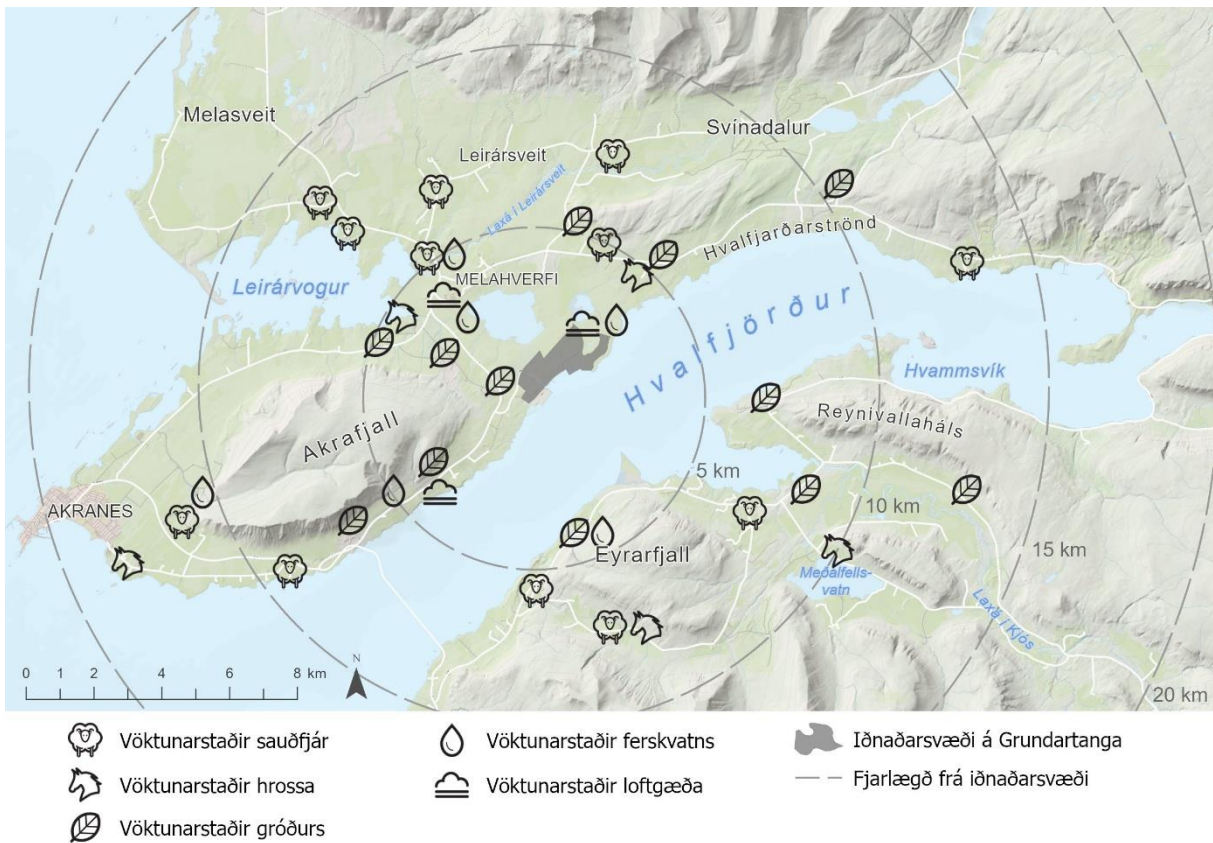 Melasveit
Svínadalur
Leirársveit
Laxá í Leirársveit
Hvalfjarðarströnd
MELAHVERFI
Leirárvogur
Hvalfjörður
Hvammsvík
Reynivallaháls
Akrafjall
5 km
AKRANES
10 km
Eyrarfjall
15 km
Meðalfells-
vatn
Laxá í Kjós
20 km
0 1 2 4 6 8 km
N
Vöktunarstaðir sauðfjár
Vöktunarstaðir hrossa
Vöktunarstaðir gróðurs
Vöktunarstaðir ferskvatns
Vöktunarstaðir loftgæða
Iðnaðarsvæði á Grundartanga
Fjarlægð frá iðnaðarsvæði